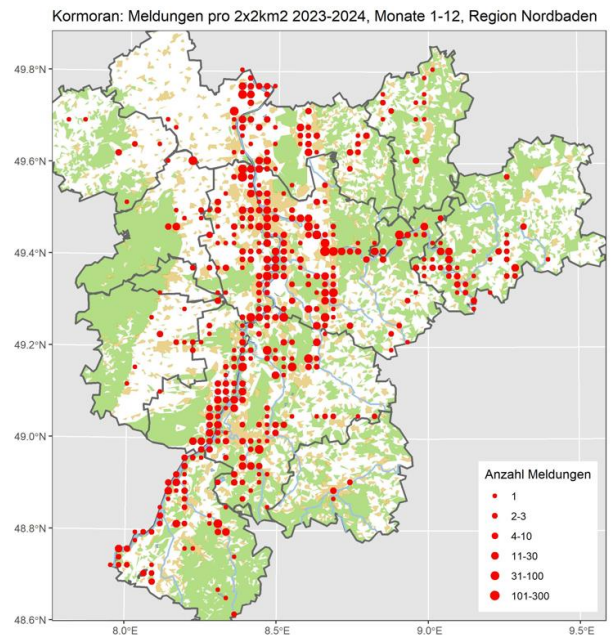 Kormoran: Meldungen pro 2x2km2 2023-2024, Monate 1-12, Region Nordbaden
49.8°N
49.6°N
49.4°N
49.2°N
49.0°N
48.8°N
48.6°N
8.0°E
8.5°E
9.0°E
9.5°E
Anzahl Meldungen
1
2-3
4-10
11-30
31-100
101-300